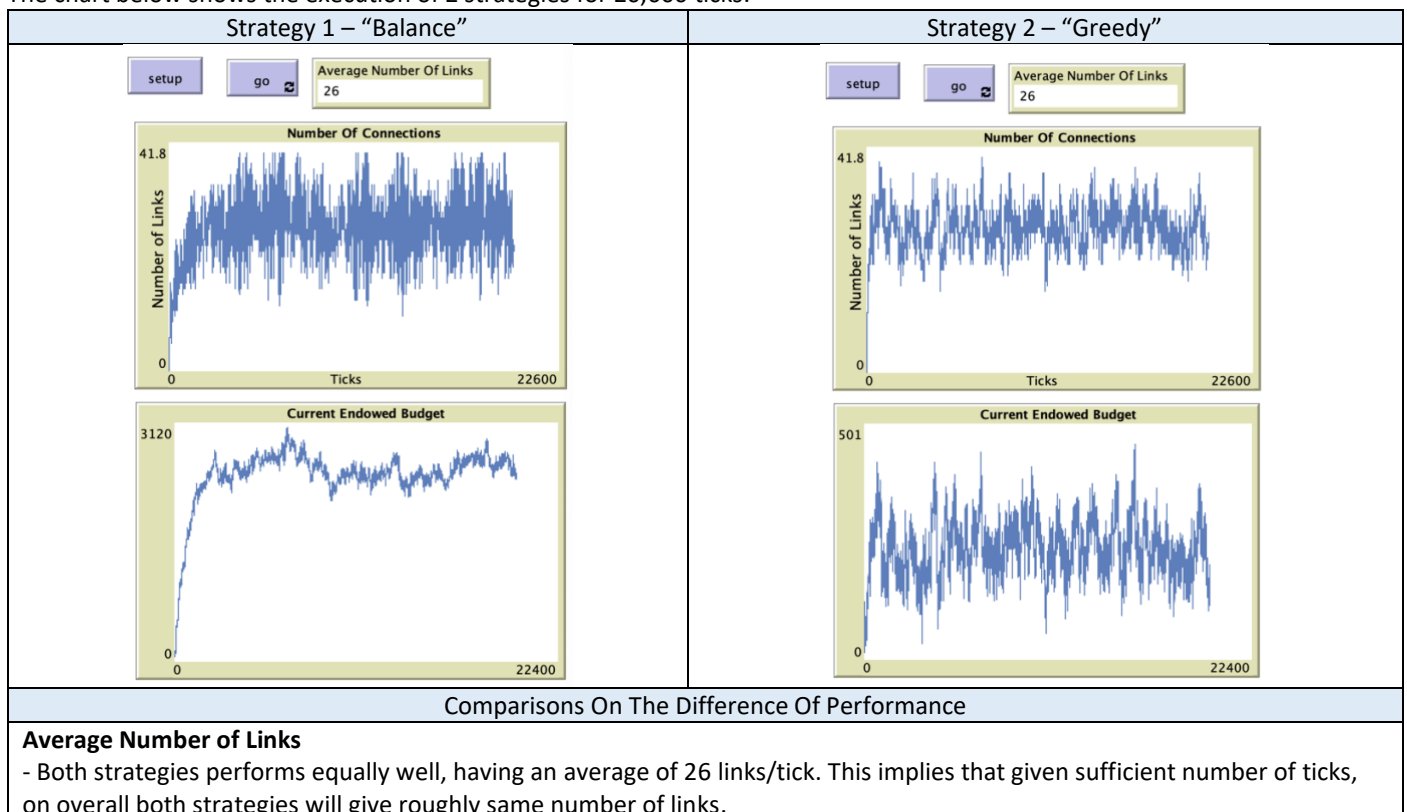 The chart below shows the execution of 2 strategies for 20,000 ticks.
Strategy 1 – “Balance”
Strategy 2 – “Greedy”
setup
go
Average Number Of Links
26
Number Of Connections
41.8
Number of Links
0
0
Ticks
22600
Current Endowed Budget
3120
0
0
22400
setup
go
Average Number Of Links
26
Number Of Connections
41.8
Number of Links
0
0
Ticks
22600
Current Endowed Budget
501
0
0
22400
Comparisons On The Difference Of Performance
Average Number of Links
- Both strategies performs equally well, having an average of 26 links/tick. This implies that given sufficient number of ticks,
on overall both strategies will give roughly same number of links.